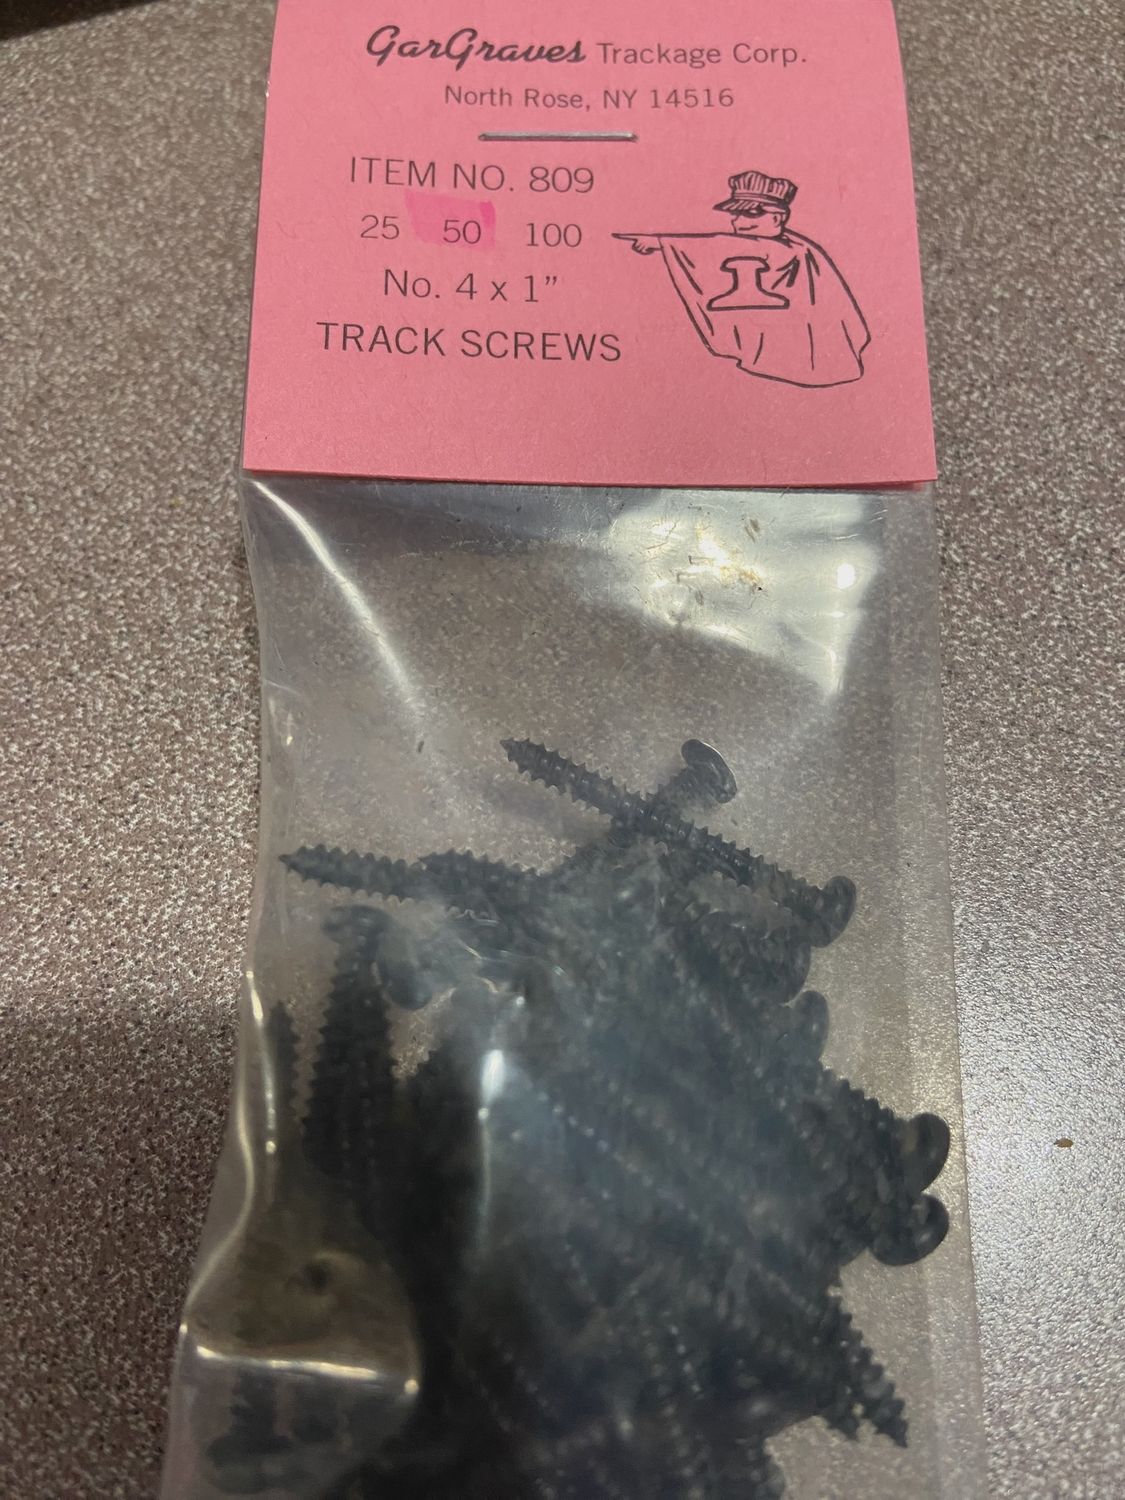 GarGraves Trackage Corp.
North Rose, NY 14516
ITEM NO. 809
25 50 100
No. 4 x 1”
TRACK SCREWS